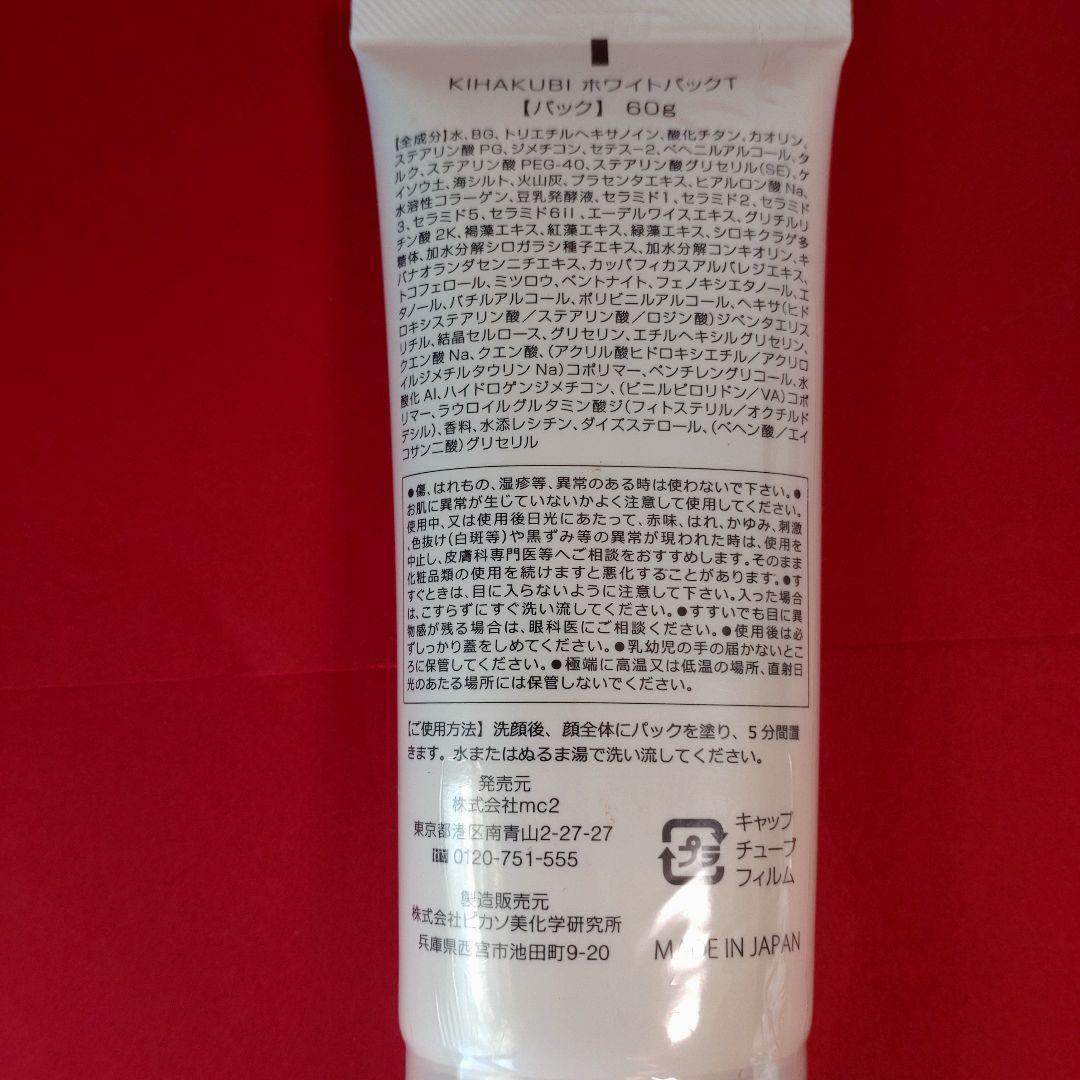 KIHAKUBI ホワイトパックT
【パック】 60g
【全成分】水、BG、トリエチルヘキサノイン、酸化チタン、カオリン、
ステアリン酸PG、ジメチコン、セテス-2、ベヘニルアルコール、タ
ルク、ステアリン酸PEG-40、ステアリン酸グリセリル(SE)、ケ
イソウ土、海シルト、火山灰、プラセンタエキス、ヒアルロン酸Na、
水溶性コラーゲン、豆乳発酵液、セラミド1、セラミド2、セラミド
3、セラミド5、セラミド6II、エーデルワイスエキス、グリチルリ
チン酸2K、褐藻エキス、紅藻エキス、緑藻エキス、シロキクラゲ多
糖体、加水分解シロガラシ種子エキス、加水分解コンキオリン、キ
バナオランダセンニチエキス、カッパフィカスアルバレジエキス、
トコフェロール、ミツロウ、ベントナイト、フェノキシエタノール、エ
タノール、バチルアルコール、ポリビニルアルコール、ヘキサ(ヒド
ロキシステアリン酸/ステアリン酸/ロジン酸)ジペンタエリス
リチル、結晶セルロース、グリセリン、エチルヘキシルグリセリン、
クエン酸Na、クエン酸、(アクリル酸ヒドロキシエチル/アクリロ
イルジメチルタウリンNa)コポリマー、ペンチレングリコール、水
酸化Al、ハイドロゲンジメチコン、(ビニルピロリドン/VA)コポ
リマー、ラウロイルグルタミン酸ジ(フィトステリル/オクチルド
デシル)、香料、水添レシチン、ダイズステロール、(ベヘン酸/エイ
コサン二酸)グリセリル
●傷、はれもの、湿疹等、異常のある時は使わないで下さい。●
お肌に異常が生じていないかよく注意して使用してください。
使用中、又は使用後日光にあたって、赤味、はれ、かゆみ、刺激
、色抜け(白斑等)や黒ずみ等の異常が現われた時は、使用を
中止し、皮膚科専門医等へご相談をおすすめします。そのまま
化粧品類の使用を続けますと悪化することがあります。●す
すぐときは、目に入らないように注意して下さい。入った場合
は、こすらずにすぐ洗い流してください。●すすいでも目に異
物感が残る場合は、眼科医にご相談ください。●使用後は必
ずしっかり蓋をしめてください。●乳幼児の手の届かないとこ
ろに保管してください。●極端に高温又は低温の場所、直射日
光のあたる場所には保管しないでください。
【ご使用方法】洗顔後、顔全体にパックを塗り、5分間置
きます。水またはぬるま湯で洗い流してください。
発売元
株式会社mc2
東京都港区南青山2-27-27
0120-751-555
製造販売元
株式会社ピカソ美化学研究所
兵庫県西宮市池田町9-20
プラ
キャップ
チューブ
フィルム
MADE IN JAPAN